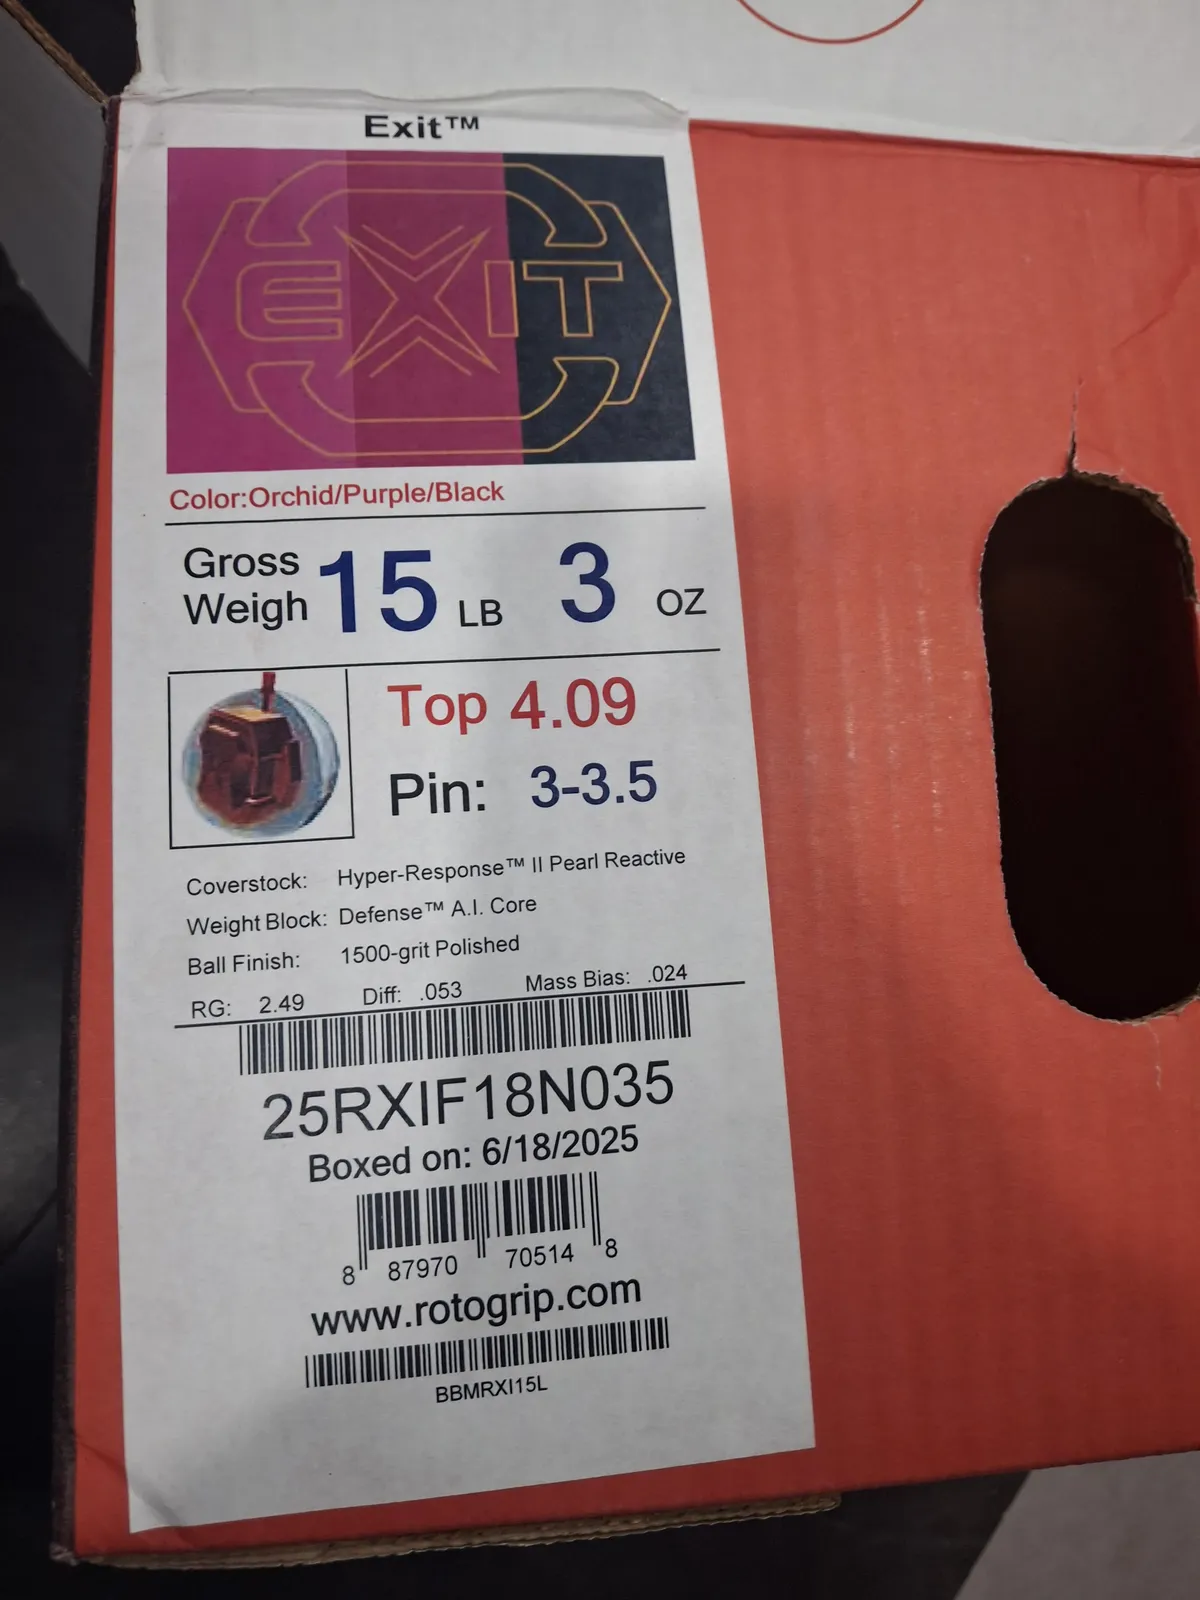 Exit™
EXIT
Color:Orchid/Purple/Black
Gross Weigh 15 LB 3 OZ
Top 4.09
Pin: 3-3.5
Coverstock: Hyper-Response™ II Pearl Reactive
Weight Block: Defense™ A.I. Core
Ball Finish: 1500-grit Polished
RG: 2.49 Diff: .053 Mass Bias: .024
25RXIF18N035
Boxed on: 6/18/2025
8 87970 70514 8
www.rotogrip.com
BBMRXI15L